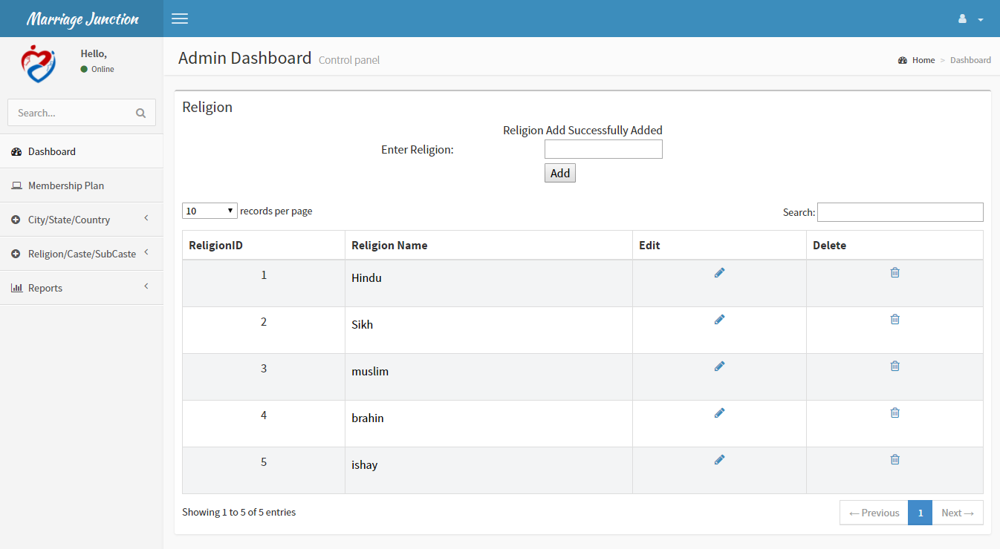 Marriage Junction
Hello,
Online
Search...
Dashboard
Membership Plan
City/State/Country
Religion/Caste/SubCaste
Reports
Admin Dashboard Control panel
Home > Dashboard
Religion
Religion Add Successfully Added
Enter Religion:
Add
10 records per page
Search:
ReligionID Religion Name Edit Delete
1 Hindu
2 Sikh
3 muslim
4 brahin
5 ishay
Showing 1 to 5 of 5 entries
← Previous 1 Next →